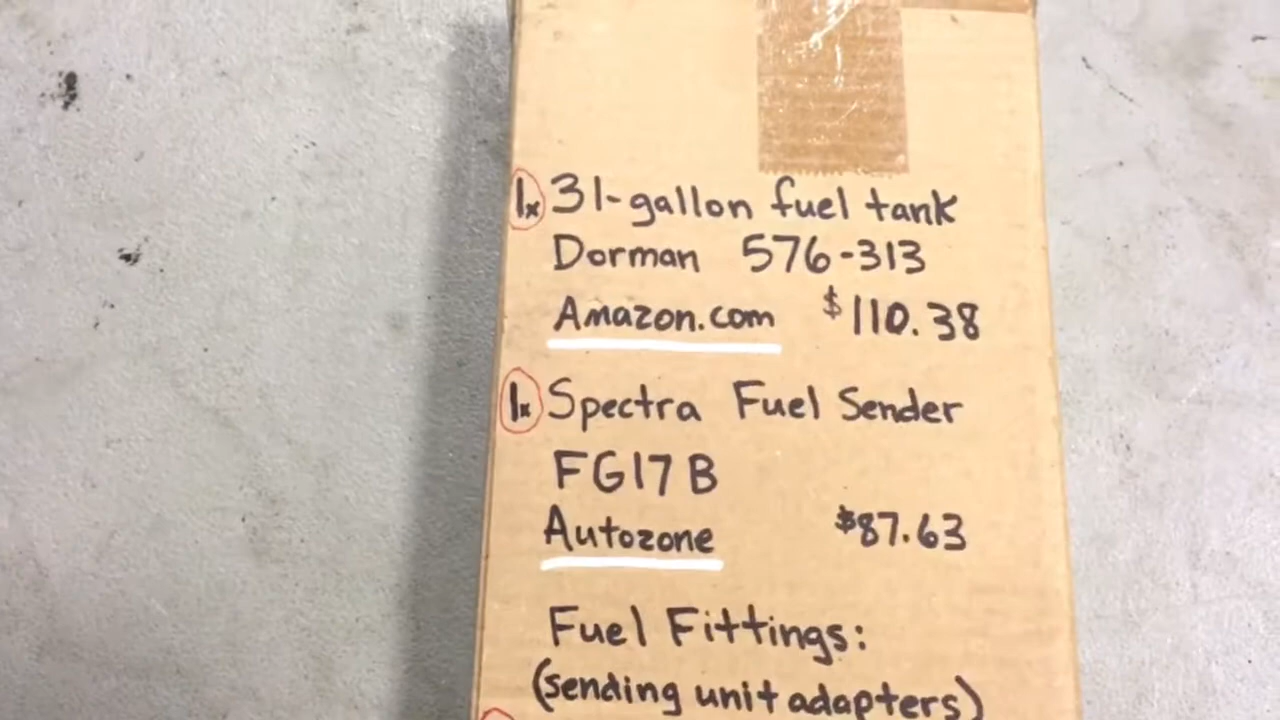 1x 31-gallon fuel tank
Dorman 576-313
Amazon.com $110.38
1x Spectra Fuel Sender
FG17B
Autozone $87.63
Fuel Fittings:
(sending unit adapters)